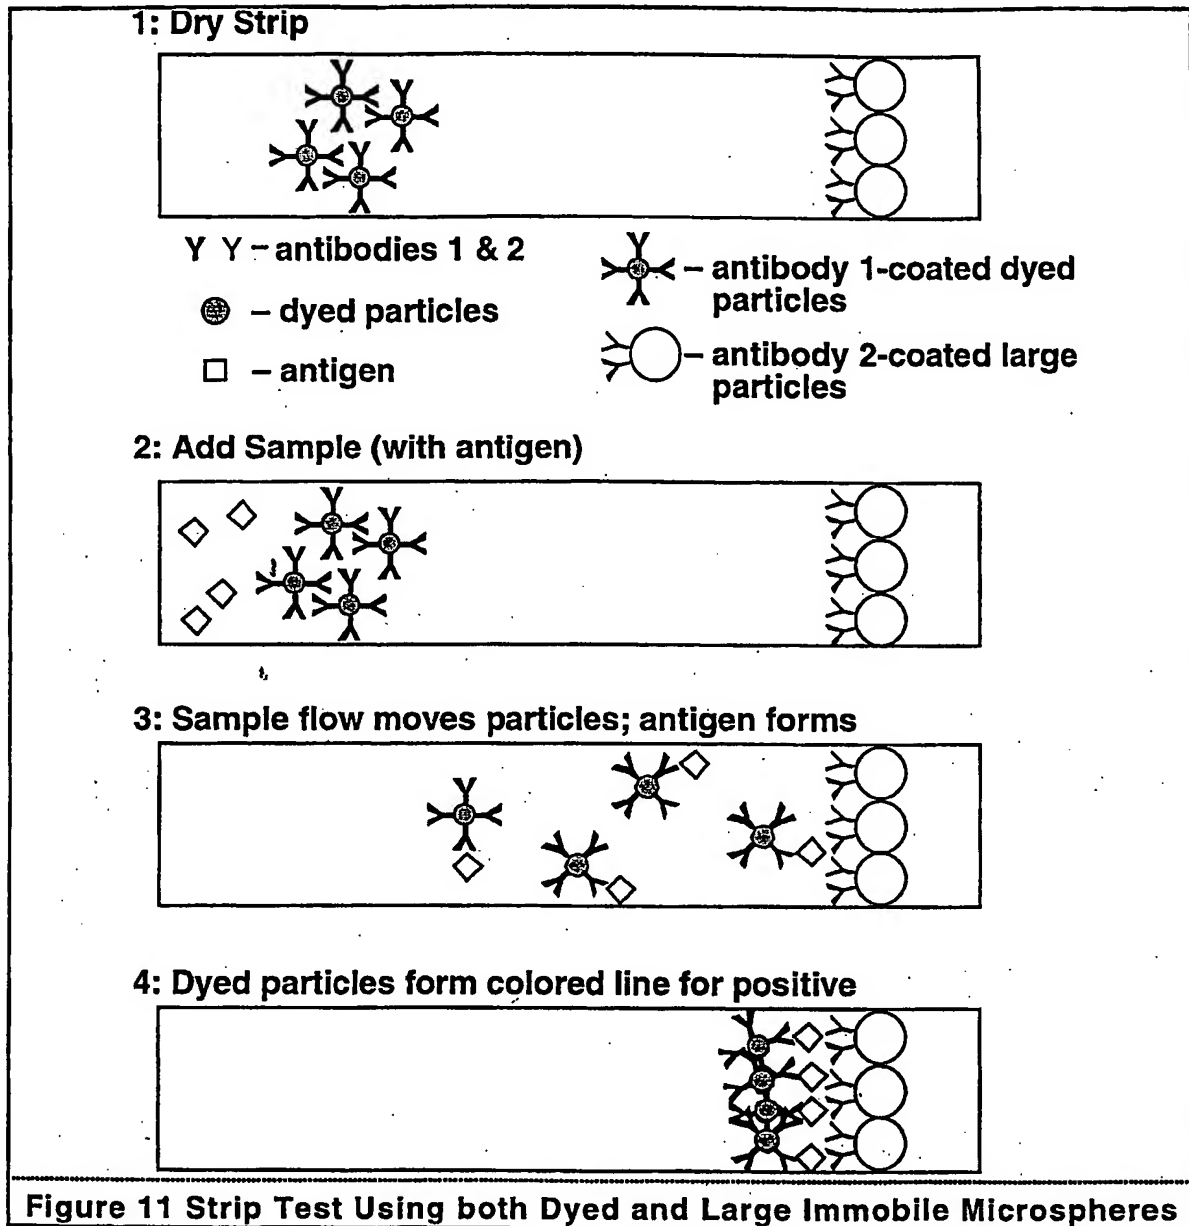 1: Dry Strip
Y Y – antibodies 1 & 2
– dyed particles
– antigen
– antibody 1-coated dyed
particles
– antibody 2-coated large
particles
2: Add Sample (with antigen)
3: Sample flow moves particles; antigen forms
4: Dyed particles form colored line for positive
Figure 11 Strip Test Using both Dyed and Large Immobile Microspheres